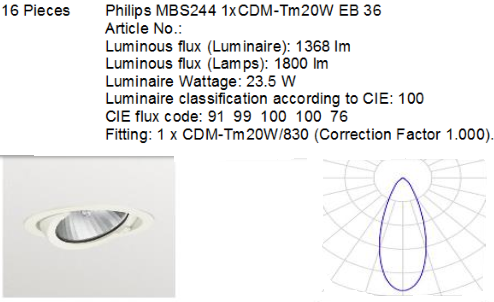 16 Pieces Philips MBS244 1xCDM-Tm20W EB 36
Article No.:
Luminous flux (Luminaire): 1368 lm
Luminous flux (Lamps): 1800 lm
Luminaire Wattage: 23.5 W
Luminaire classification according to CIE: 100
CIE flux code: 91 99 100 100 76
Fitting: 1 x CDM-Tm20W/830 (Correction Factor 1.000).